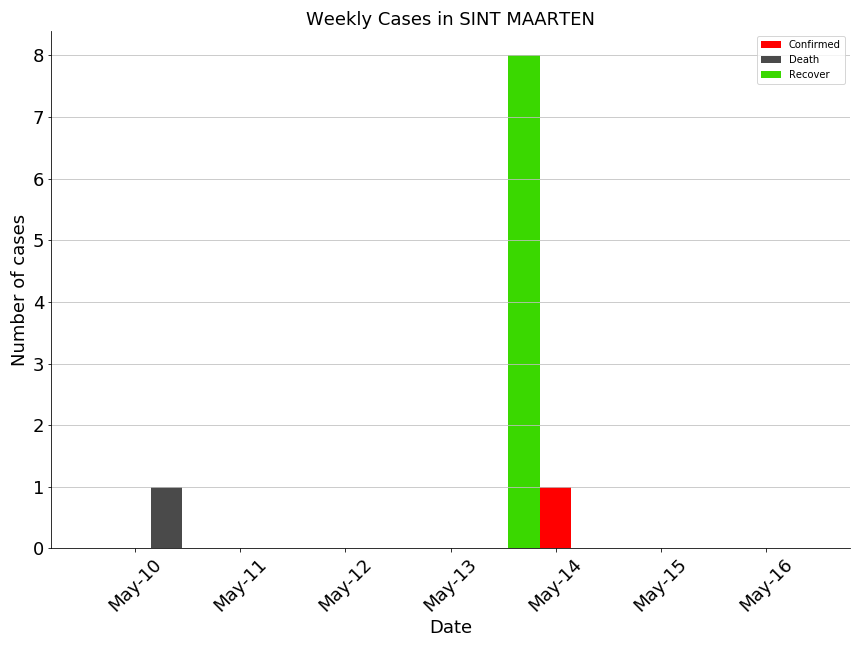 Weekly Cases in SINT MAARTEN
Confirmed
Death
Recover
Number of cases
8
7
6
5
4
3
2
1
0
May-10
May-11
May-12
May-13
May-14
May-15
May-16
Date